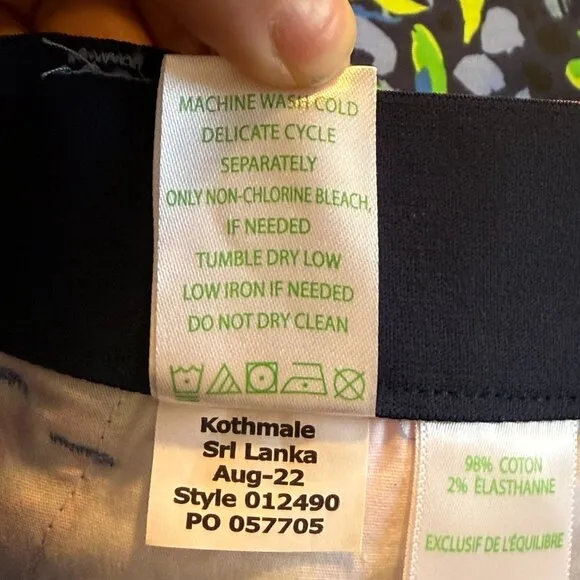 MACHINE WASH COLD
DELICATE CYCLE
SEPARATELY
ONLY NON-CHLORINE BLEACH,
IF NEEDED
TUMBLE DRY LOW
LOW IRON IF NEEDED
DO NOT DRY CLEAN
Kothmale
Sri Lanka
Aug-22
Style 012490
PO 057705
98% COTON
2% ÉLASTHANNE
EXCLUSIF DE L'ÉQUILIBRE